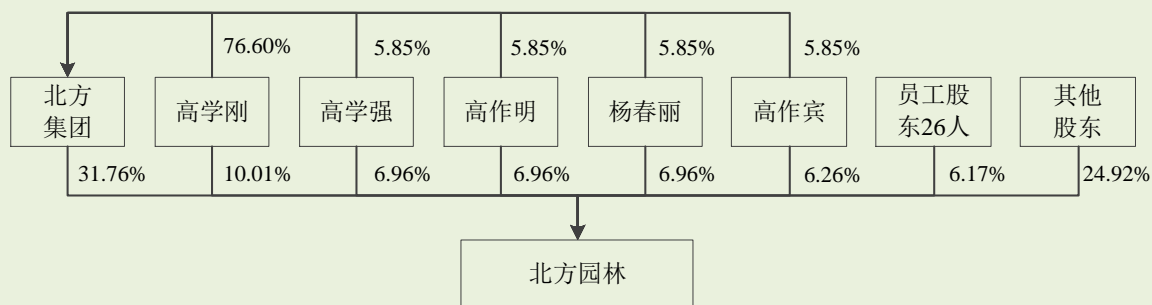 76.60%
5.85%
5.85%
5.85%
5.85%
北方
集团
高学刚
高学强
高作明
杨春丽
高作宾
员工股
东26人
其他
股东
31.76%
10.01%
6.96%
6.96%
6.96%
6.26%
6.17%
24.92%
北方园林